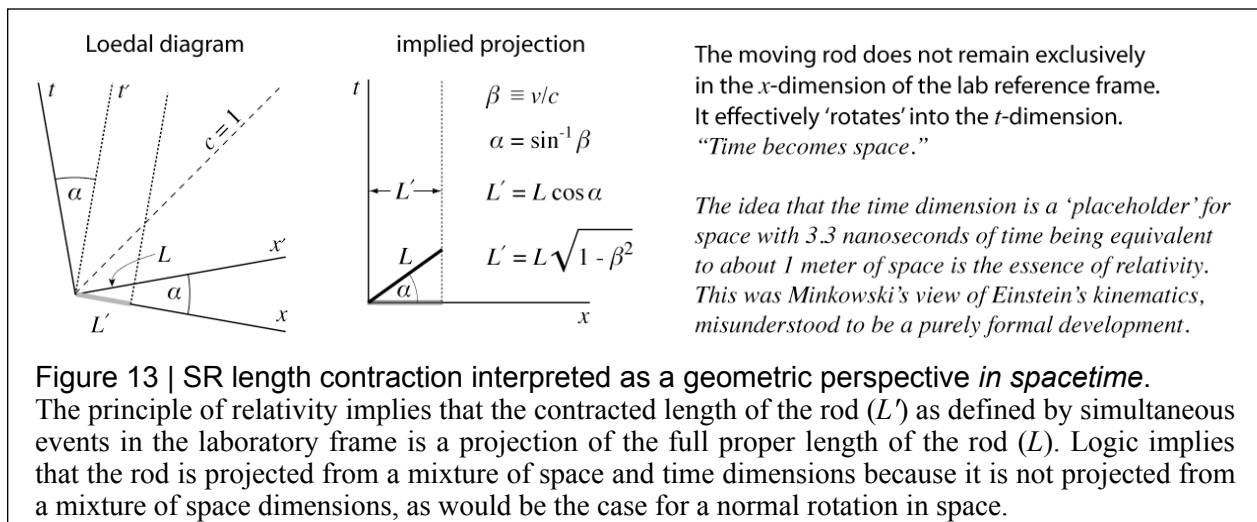 Loedal diagram
t
t′
c = 1
α
x′
L
α
L′
x
implied projection
t
β ≡ v/c
α = sin⁻¹ β
L′
L′ = L cos α
L
L′ = L√1 - β²
α
x
The moving rod does not remain exclusively
in the x-dimension of the lab reference frame.
It effectively ‘rotates’ into the t-dimension.
“Time becomes space.”
The idea that the time dimension is a ‘placeholder’ for
space with 3.3 nanoseconds of time being equivalent
to about 1 meter of space is the essence of relativity.
This was Minkowski’s view of Einstein’s kinematics,
misunderstood to be a purely formal development.
Figure 13 | SR length contraction interpreted as a geometric perspective in spacetime.
The principle of relativity implies that the contracted length of the rod (L′) as defined by simultaneous
events in the laboratory frame is a projection of the full proper length of the rod (L). Logic implies
that the rod is projected from a mixture of space and time dimensions because it is not projected from
a mixture of space dimensions, as would be the case for a normal rotation in space.